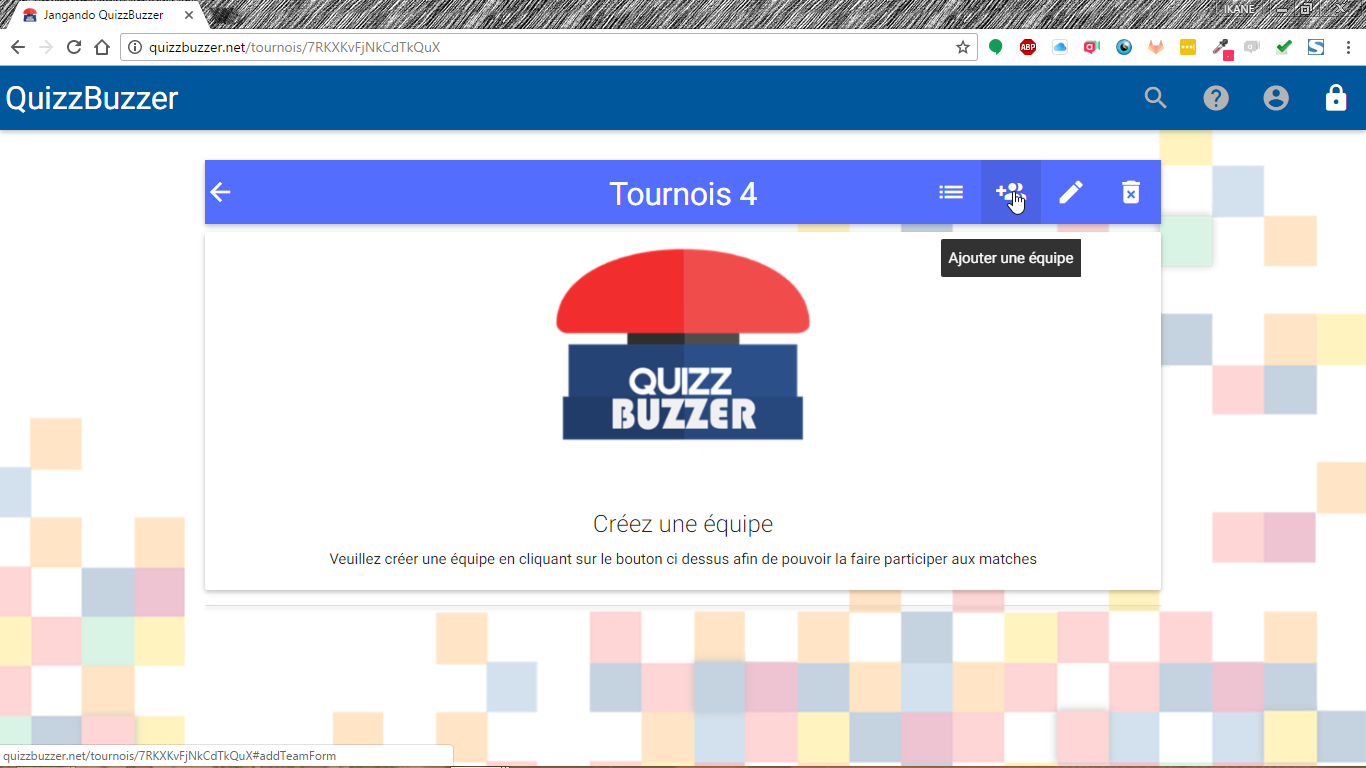 Jangando QuizzBuzzer
IKANE
quizzbuzzer.net/tournois/7RKXKvFjNkCdTkQuX
ABP
QuizzBuzzer
Tournois 4
Ajouter une équipe
QUIZZ
BUZZER
Créez une équipe
Veuillez créer une équipe en cliquant sur le bouton ci dessus afin de pouvoir la faire participer aux matches
quizzbuzzer.net/tournois/7RKXKvFjNkCdTkQuX#addTeamForm